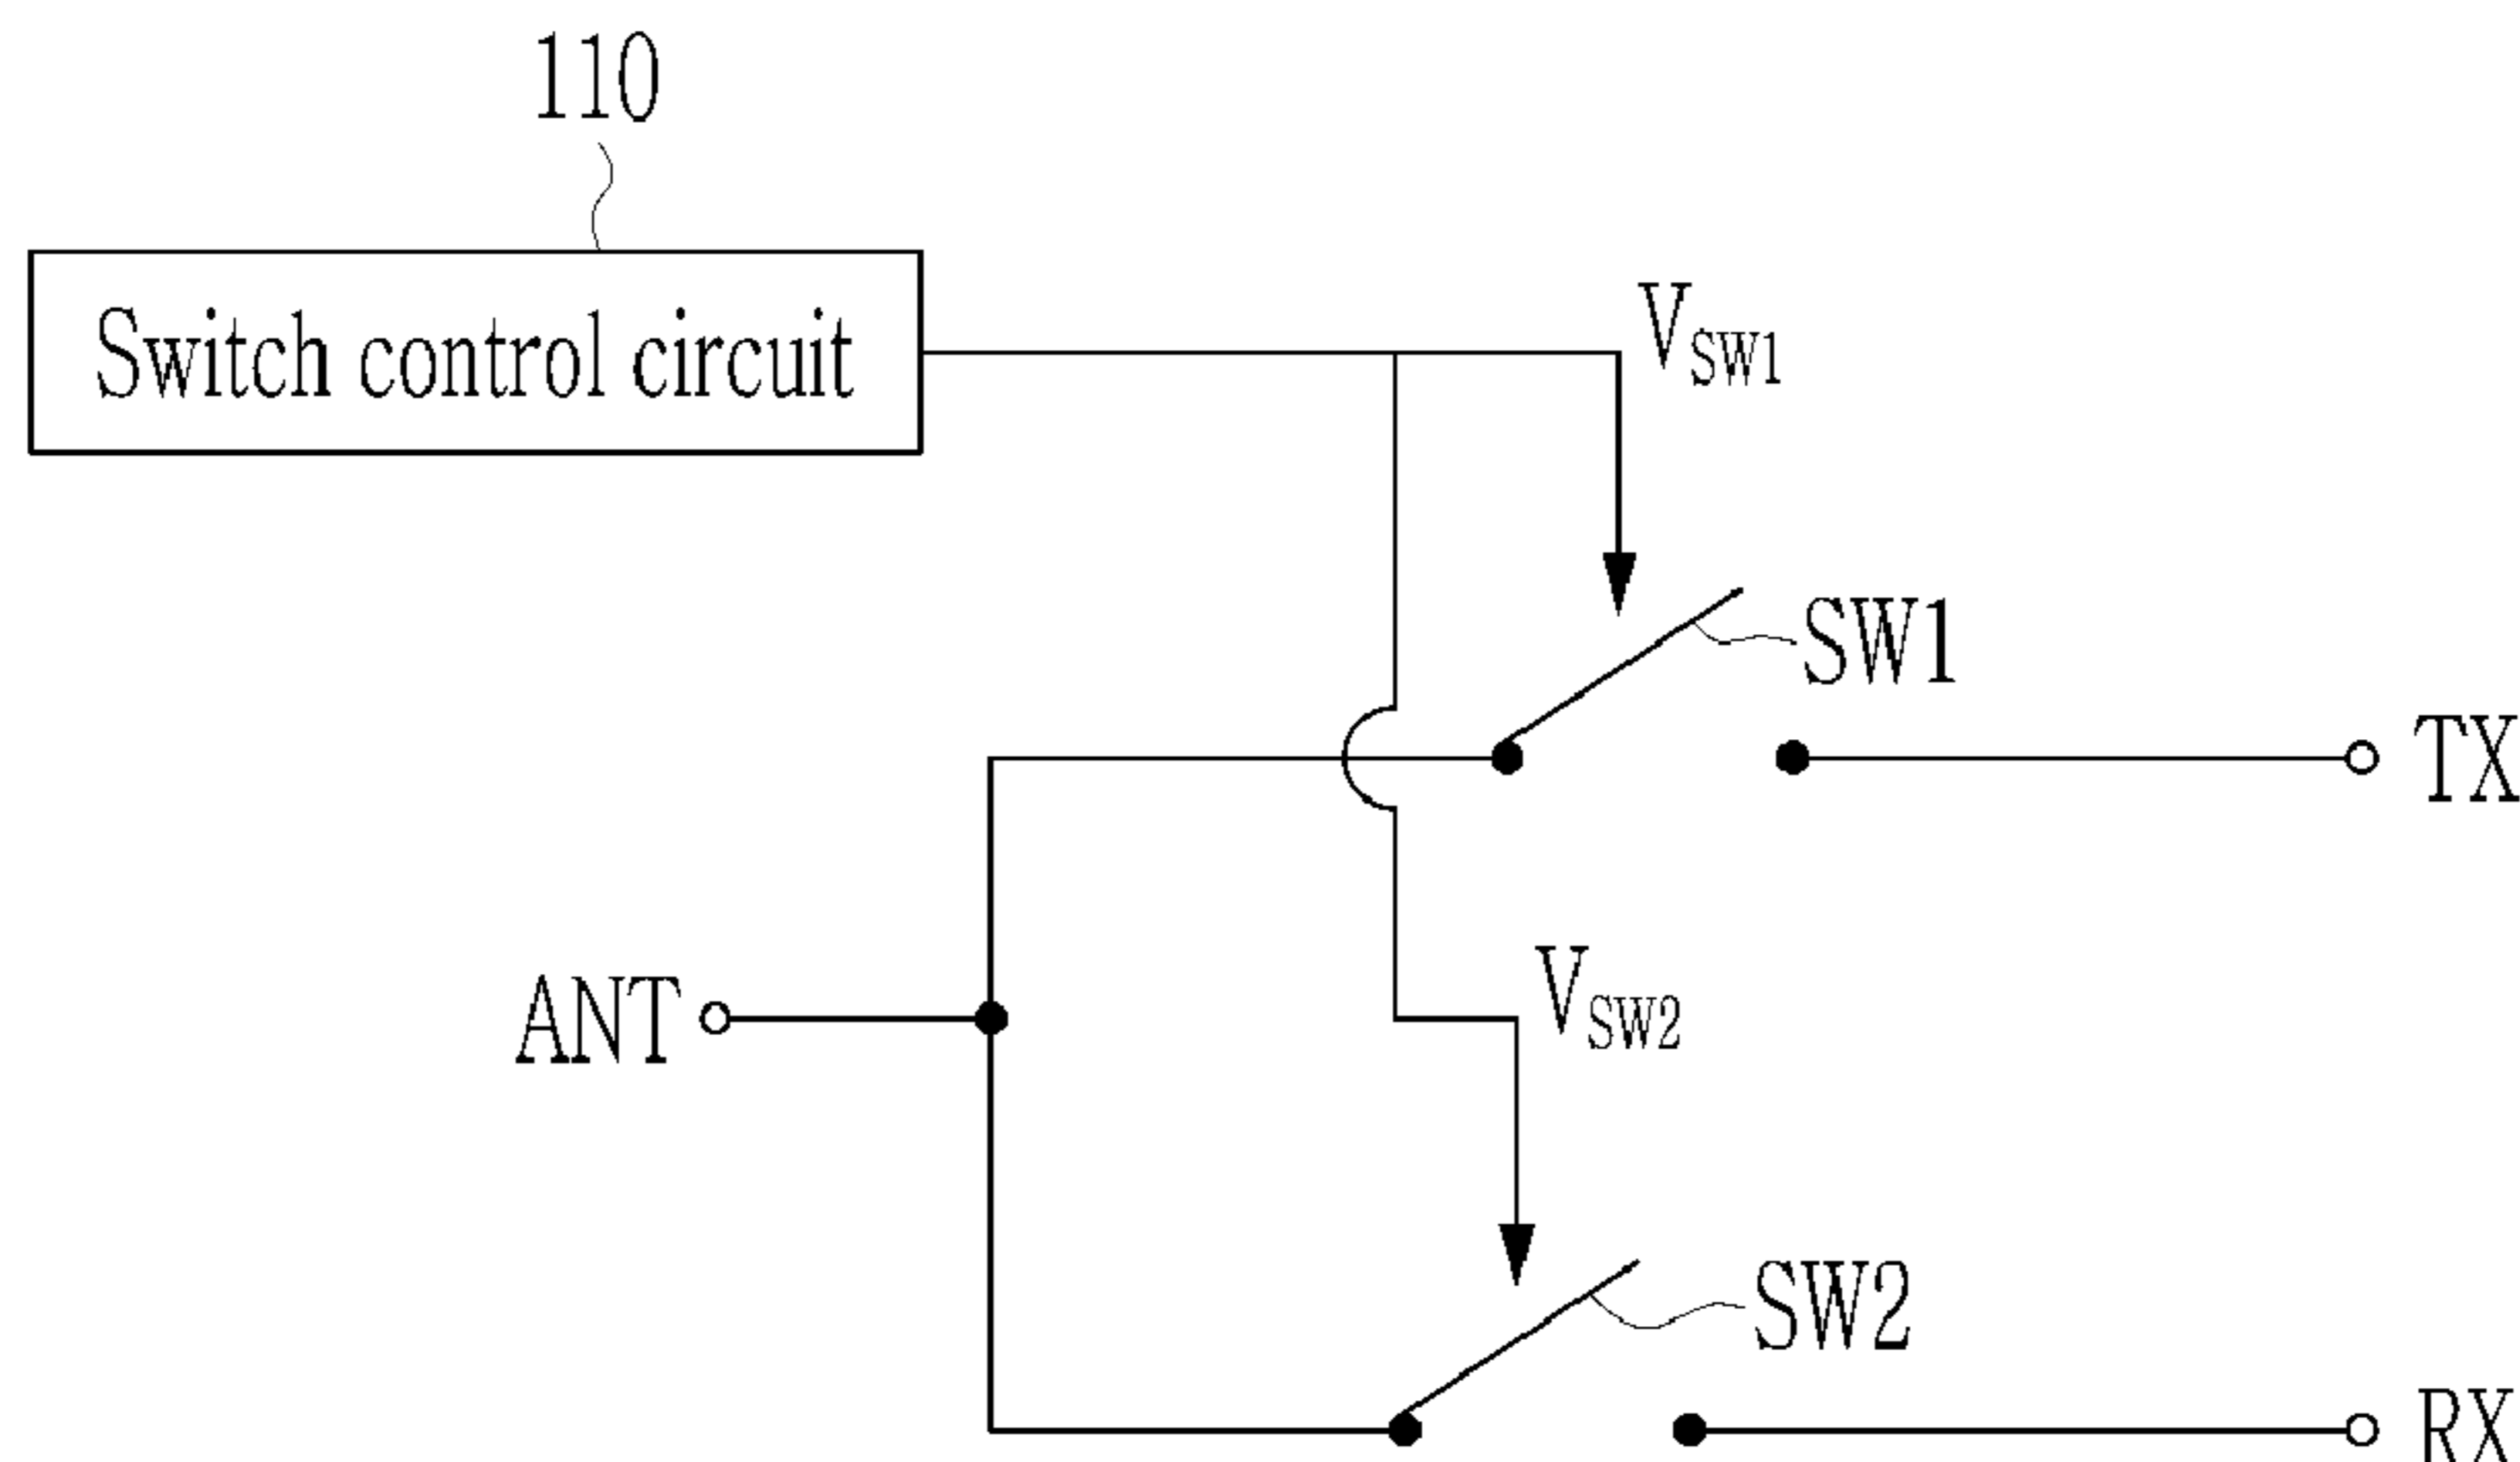 110
Switch control circuit
VSW1
SW1
TX
ANT
VSW2
SW2
RX